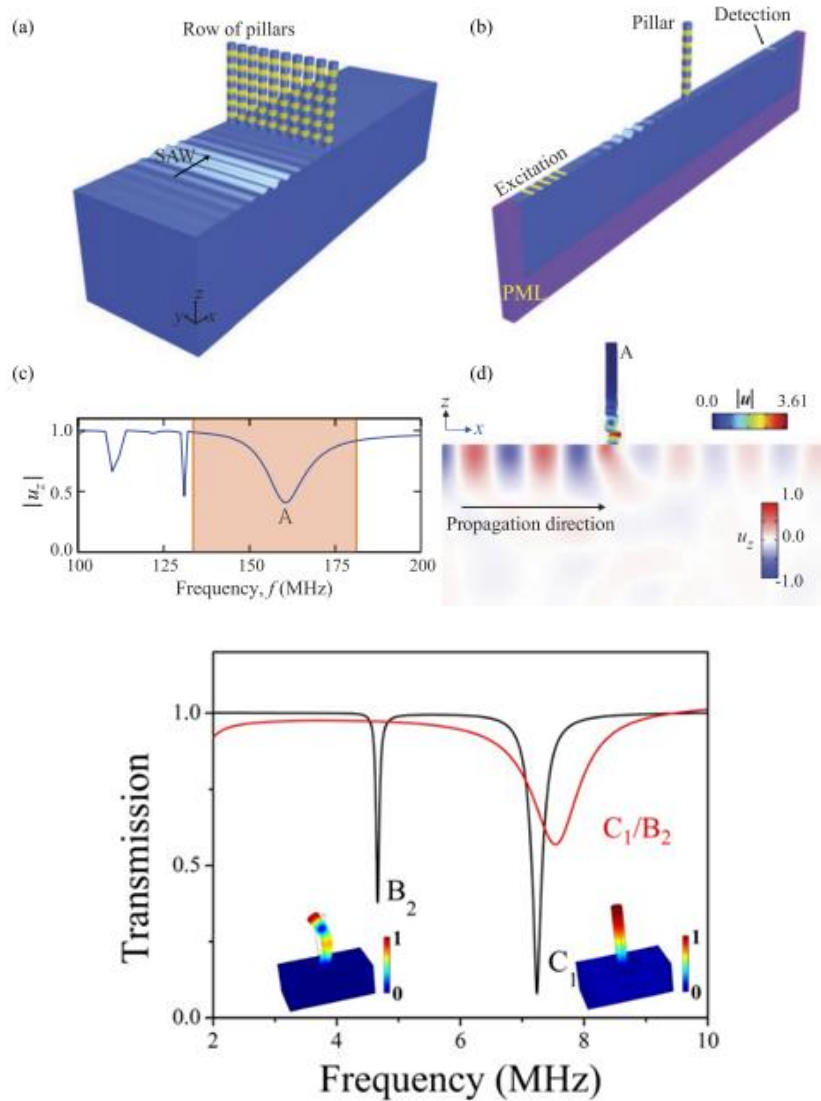 (a)
Row of pillars
SAW
z
y x
(b)
Pillar
Detection
Excitation
PML
(c)
1.0
0.5
0.0
|u_z|
A
100 125 150 175 200
Frequency, f (MHz)
(d)
A
z
x
0.0 |u| 3.61
Propagation direction
1.0
u_z 0.0
-1.0
Transmission
1.0
0.5
0.0
C₁/B₂
B₂
C₁
1
0
1
0
2 4 6 8 10
Frequency (MHz)